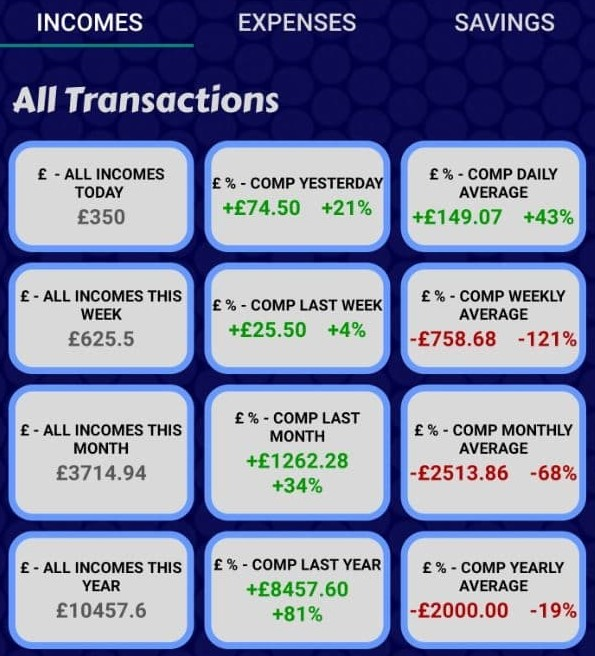 INCOMES EXPENSES SAVINGS
All Transactions
£ - ALL INCOMES
TODAY
£350
£ % - COMP YESTERDAY
+£74.50 +21%
£ % - COMP DAILY
AVERAGE
+£149.07 +43%
£ - ALL INCOMES THIS
WEEK
£625.5
£ % - COMP LAST WEEK
+£25.50 +4%
£ % - COMP WEEKLY
AVERAGE
-£758.68 -121%
£ - ALL INCOMES THIS
MONTH
£3714.94
£ % - COMP LAST
MONTH
+£1262.28
+34%
£ % - COMP MONTHLY
AVERAGE
-£2513.86 -68%
£ - ALL INCOMES THIS
YEAR
£10457.6
£ % - COMP LAST YEAR
+£8457.60
+81%
£ % - COMP YEARLY
AVERAGE
-£2000.00 -19%